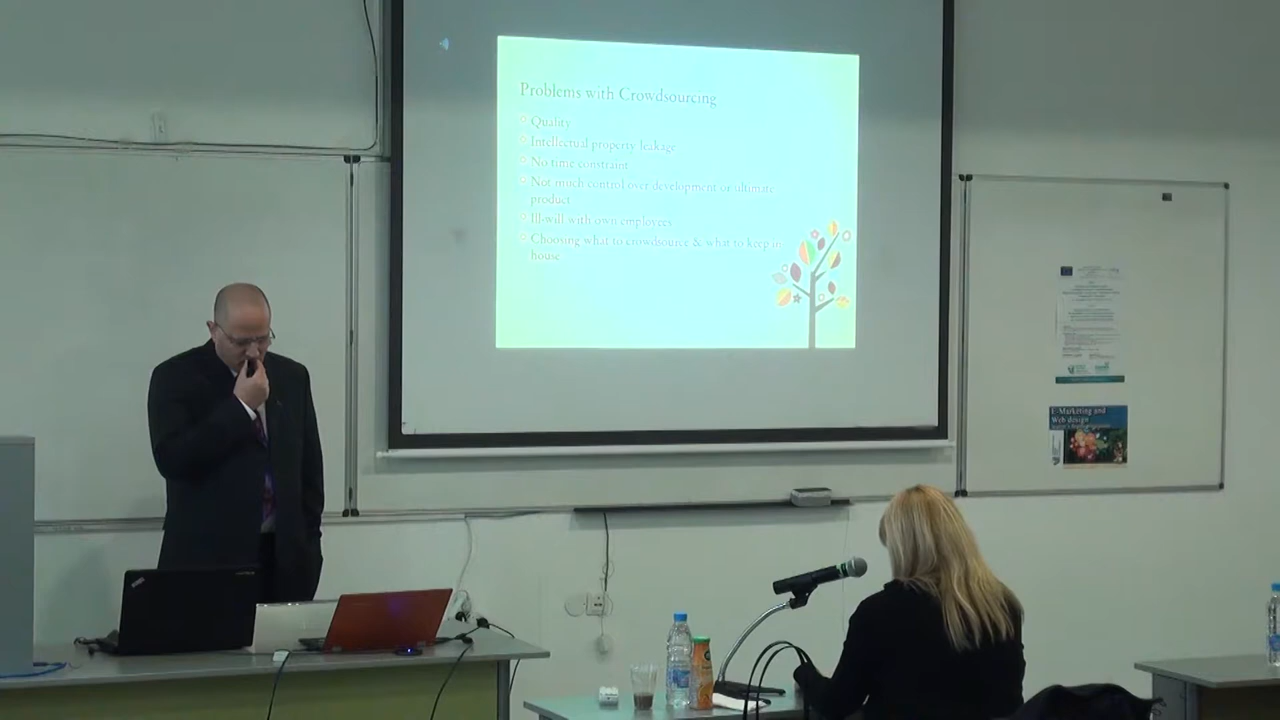 Problems with Crowdsourcing
Quality
Intellectual property leakage
No time constraint
Not much control over development or ultimate
product
Ill-will with own employees
Choosing what to crowdsource & what to keep in
house
E-Marketing and
Web design